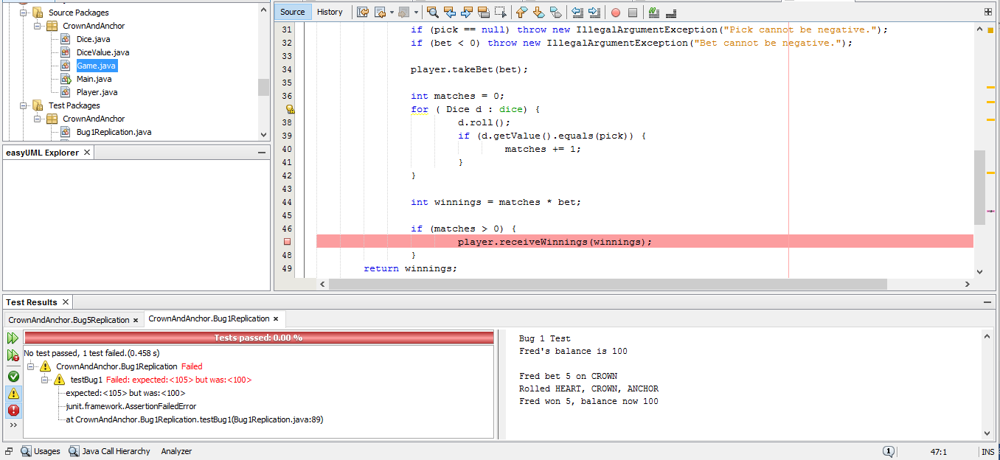 Source Packages
CrownAndAnchor
Dice.java
DiceValue.java
Game.java
Main.java
Player.java
Test Packages
CrownAndAnchor
Bug1Replication.java
easyUML Explorer
Source History
31 if (pick == null) throw new IllegalArgumentException("Pick cannot be negative.");
32 if (bet < 0) throw new IllegalArgumentException("Bet cannot be negative.");
33
34 player.takeBet(bet);
35
36 int matches = 0;
for ( Dice d : dice) {
38 d.roll();
39 if (d.getValue().equals(pick)) {
40 matches += 1;
41 }
42 }
43
44 int winnings = matches * bet;
45
46 if (matches > 0) {
player.receiveWinnings(winnings);
48 }
49 return winnings;
Test Results
CrownAndAnchor.Bug5Replication CrownAndAnchor.Bug1Replication
Tests passed: 0.00 %
No test passed, 1 test failed.(0.458 s)
CrownAndAnchor.Bug1Replication Failed
testBug1 Failed: expected:<105> but was:<100>
expected:<105> but was:<100>
junit.framework.AssertionFailedError
at CrownAndAnchor.Bug1Replication.testBug1(Bug1Replication.java:89)
Bug 1 Test
Fred's balance is 100
Fred bet 5 on CROWN
Rolled HEART, CROWN, ANCHOR
Fred won 5, balance now 100
Usages Java Call Hierarchy Analyzer
1 47:1 INS